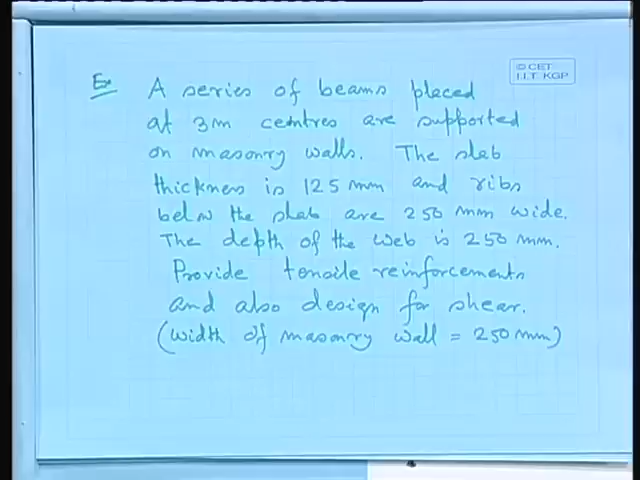 Ex
© CET
I.I.T. KGP
A series of beams placed
at 3m centres are supported
on masonry walls. The slab
thickness is 125 mm and ribs
below the slab are 250 mm wide.
The depth of the web is 250 mm.
Provide tensile reinforcements
and also design for shear.
(width of masonry wall = 250 mm)